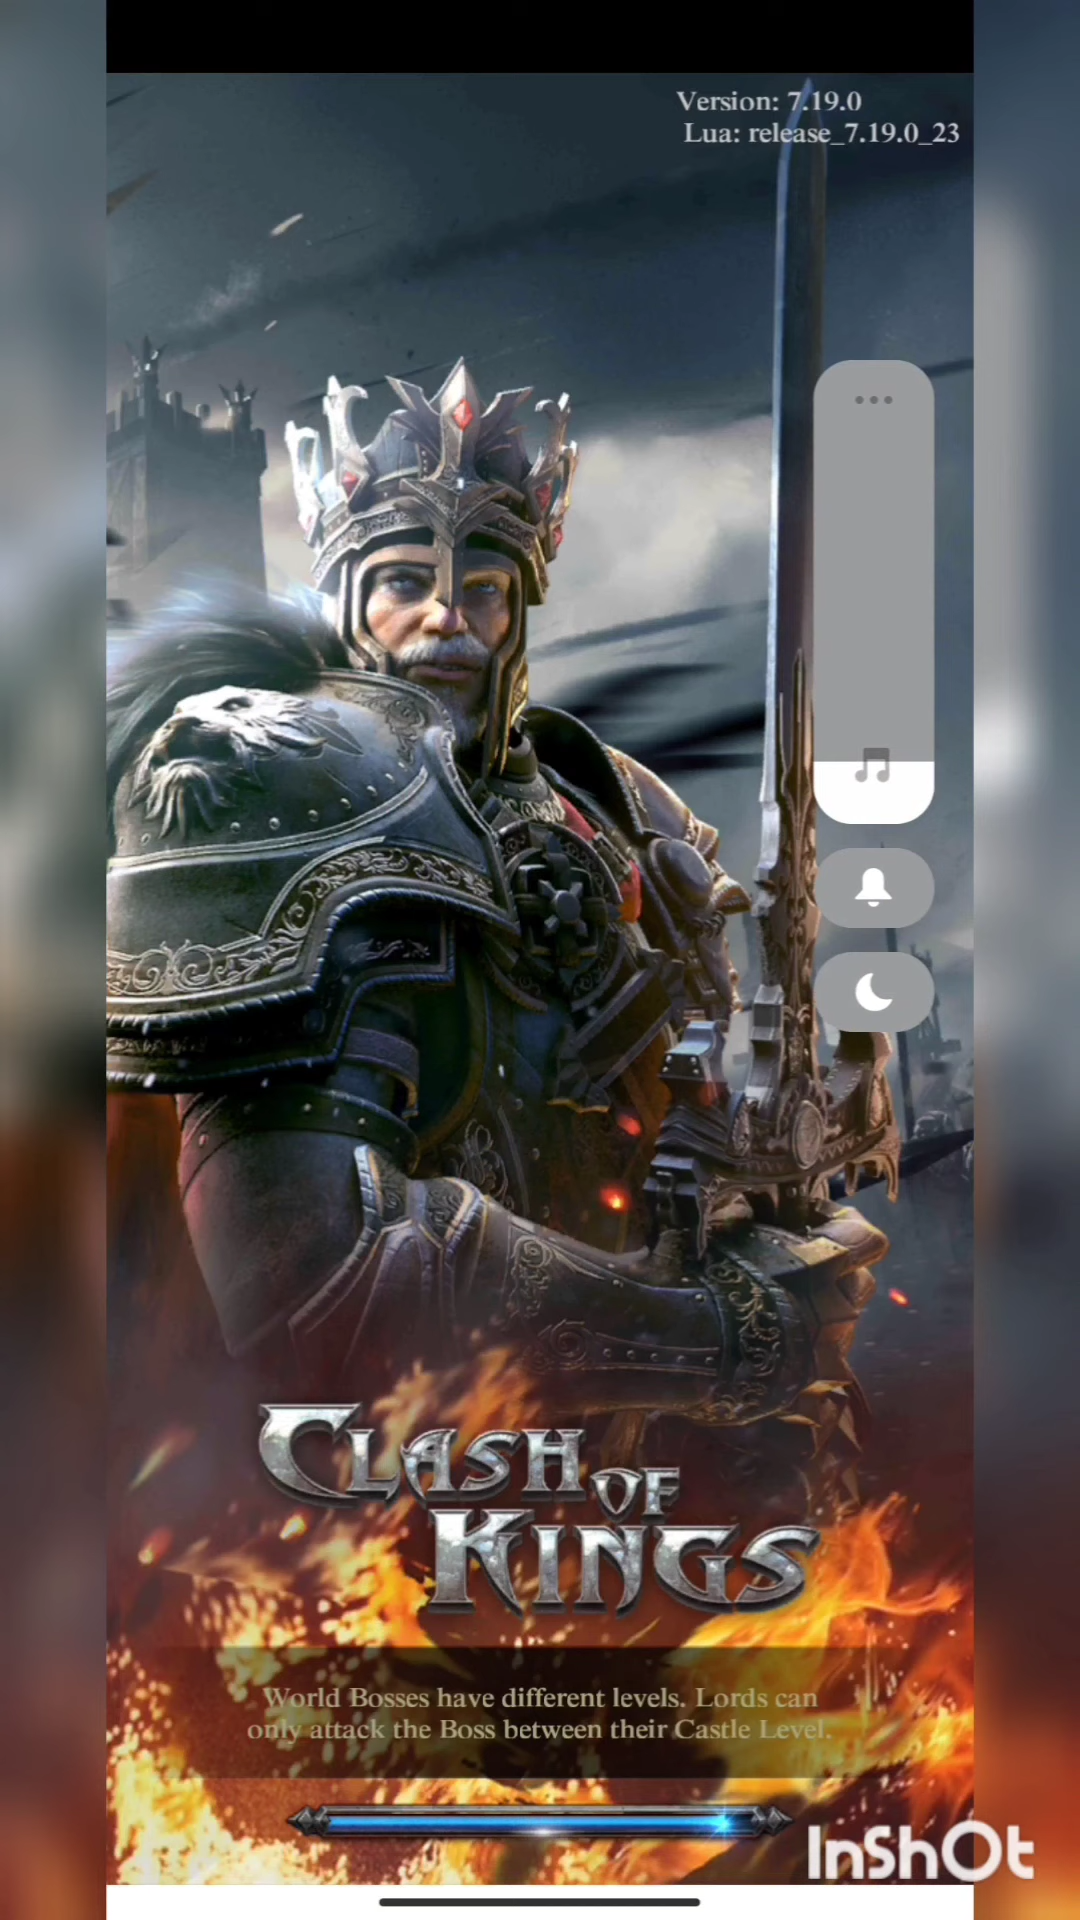 Version: 7.19.0
Lua: release_7.19.0_23
CLASH OF
KINGS
World Bosses have different levels. Lords can
only attack the Boss between their Castle Level.
InShOt